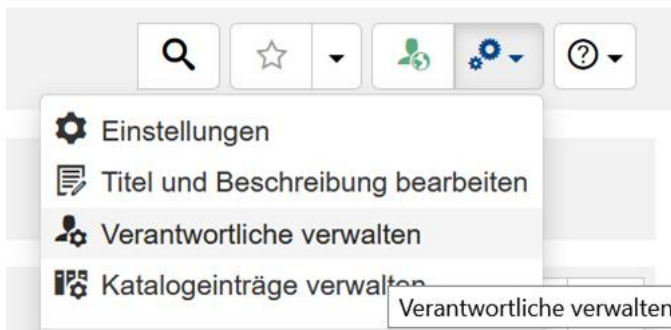 Einstellungen
Titel und Beschreibung bearbeiten
Verantwortliche verwalten
Katalogeinträge verwalten
Verantwortliche verwalten